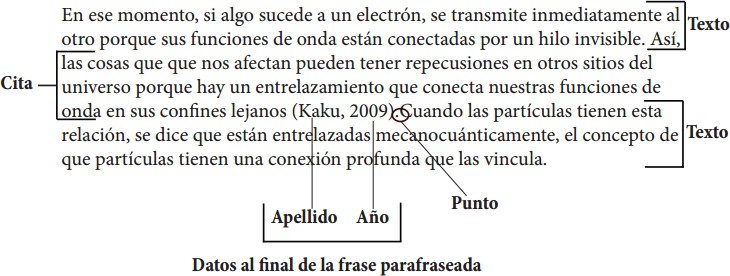 En ese momento, si algo sucede a un electrón, se transmite inmediatamente al
otro porque sus funciones de onda están conectadas por un hilo invisible. Así,
las cosas que que nos afectan pueden tener repecusiones en otros sitios del
universo porque hay un entrelazamiento que conecta nuestras funciones de
onda en sus confines lejanos (Kaku, 2009). Cuando las partículas tienen esta
relación, se dice que están entrelazadas mecanocuánticamente, el concepto de
que partículas tienen una conexión profunda que las vincula.
Texto
Cita
Texto
Apellido Año
Punto
Datos al final de la frase parafraseada